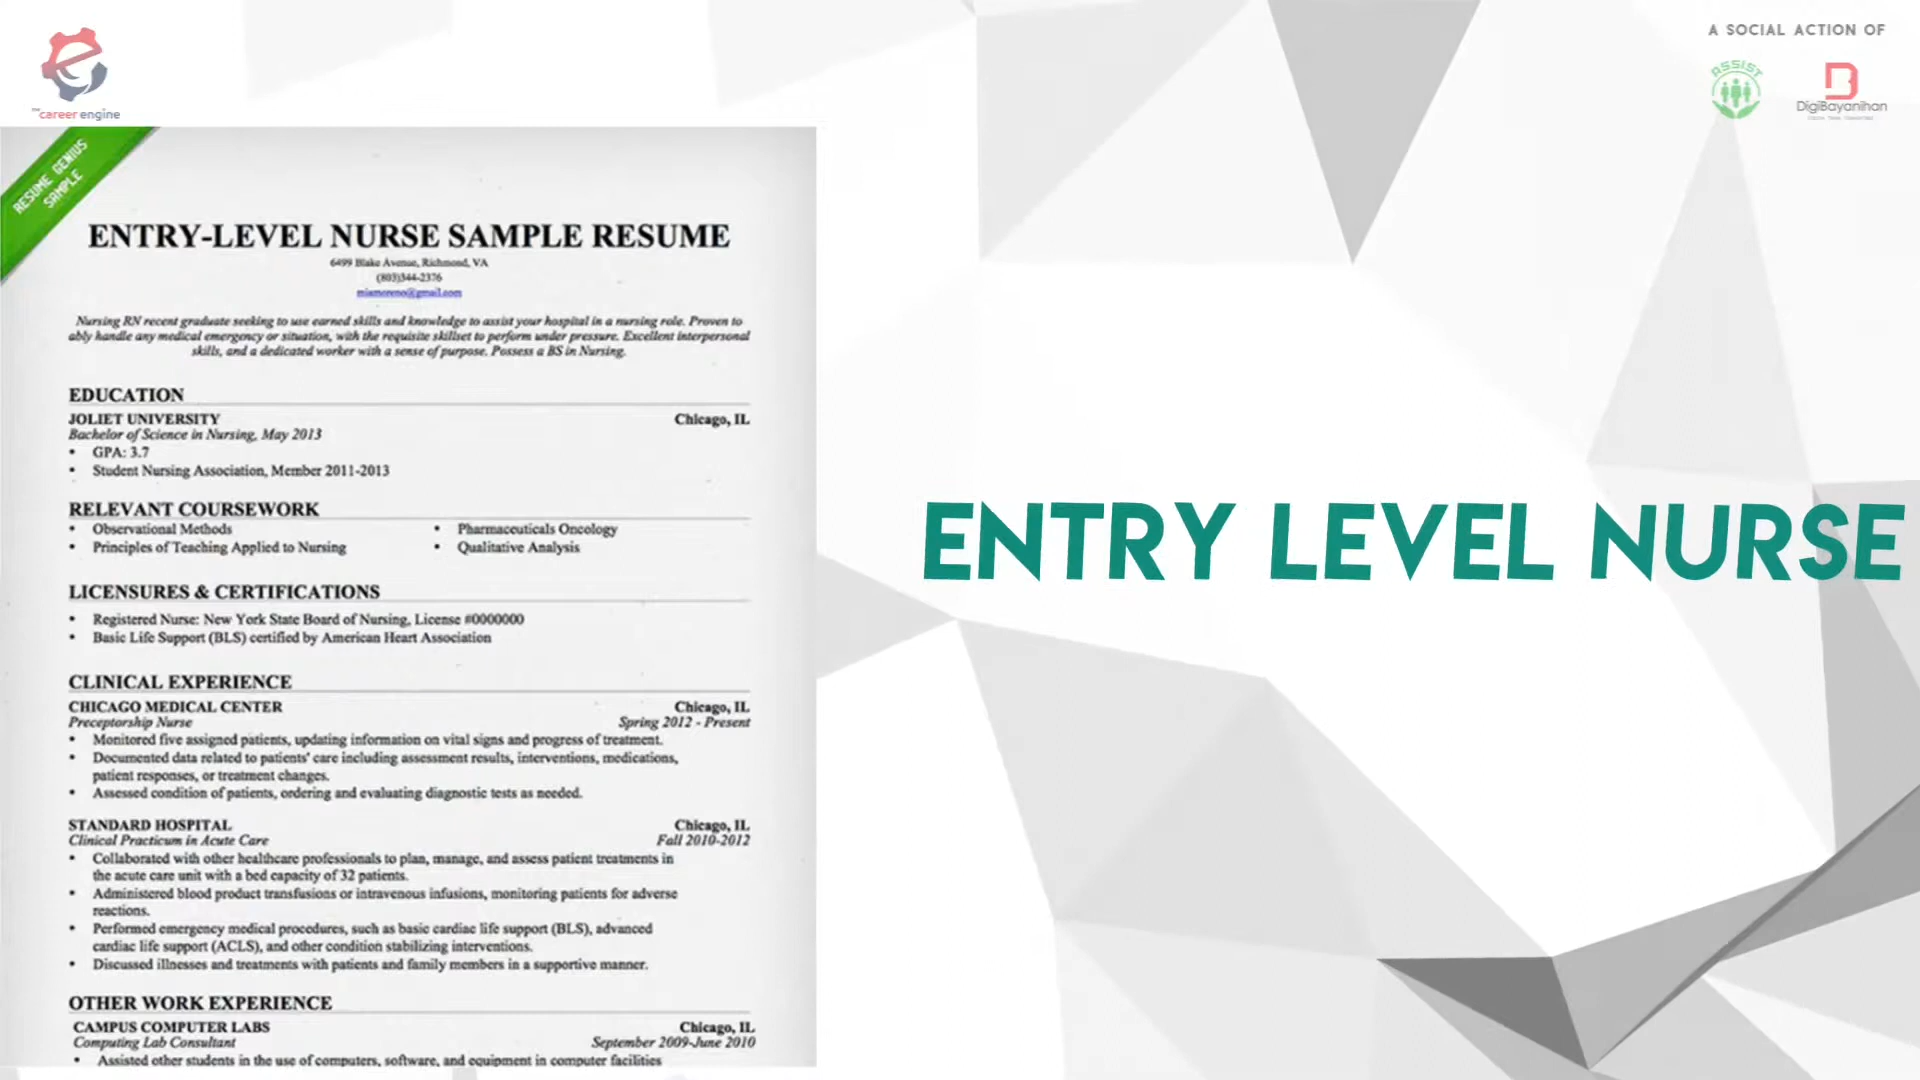 the career engine
A SOCIAL ACTION OF
ASSIST
DigiBayanihan
RESUME GENIUS
SAMPLE
ENTRY-LEVEL NURSE SAMPLE RESUME
6499 Blake Avenue, Richmond, VA
(803)344-2376
miamoreno@gmail.com
Nursing RN recent graduate seeking to use earned skills and knowledge to assist your hospital in a nursing role. Proven to
ably handle any medical emergency or situation, with the requisite skillset to perform under pressure. Excellent interpersonal
skills, and a dedicated worker with a sense of purpose. Possess a BS in Nursing.
EDUCATION
JOLIET UNIVERSITY Chicago, IL
Bachelor of Science in Nursing, May 2013
• GPA: 3.7
• Student Nursing Association, Member 2011-2013
RELEVANT COURSEWORK
• Observational Methods • Pharmaceuticals Oncology
• Principles of Teaching Applied to Nursing • Qualitative Analysis
LICENSURES & CERTIFICATIONS
• Registered Nurse: New York State Board of Nursing, License #0000000
• Basic Life Support (BLS) certified by American Heart Association
CLINICAL EXPERIENCE
CHICAGO MEDICAL CENTER Chicago, IL
Preceptorship Nurse Spring 2012 - Present
• Monitored five assigned patients, updating information on vital signs and progress of treatment.
• Documented data related to patients' care including assessment results, interventions, medications,
patient responses, or treatment changes.
• Assessed condition of patients, ordering and evaluating diagnostic tests as needed.
STANDARD HOSPITAL Chicago, IL
Clinical Practicum in Acute Care Fall 2010-2012
• Collaborated with other healthcare professionals to plan, manage, and assess patient treatments in
the acute care unit with a bed capacity of 32 patients.
• Administered blood product transfusions or intravenous infusions, monitoring patients for adverse
reactions.
• Performed emergency medical procedures, such as basic cardiac life support (BLS), advanced
cardiac life support (ACLS), and other condition stabilizing interventions.
• Discussed illnesses and treatments with patients and family members in a supportive manner.
OTHER WORK EXPERIENCE
CAMPUS COMPUTER LABS Chicago, IL
Computing Lab Consultant September 2009-June 2010
• Assisted other students in the use of computers, software, and equipment in computer facilities
ENTRY LEVEL NURSE